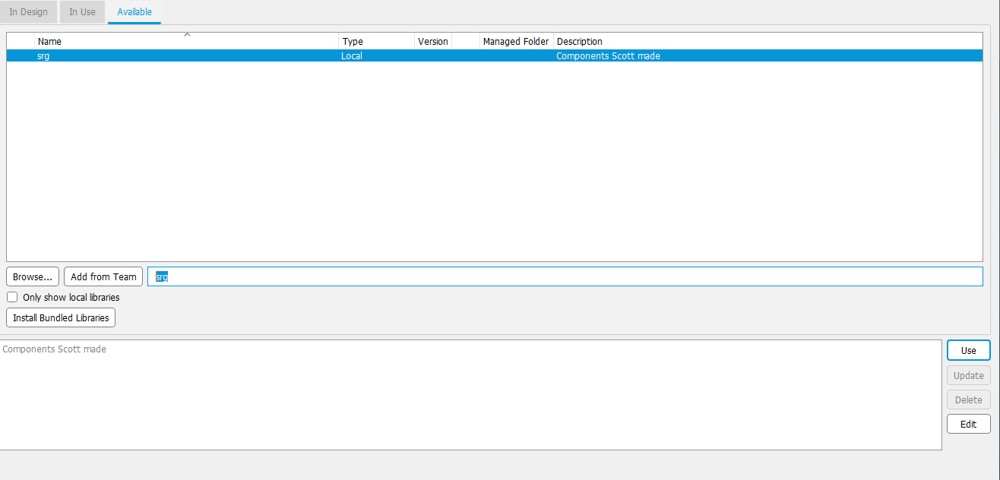 In Design In Use Available
Name Type Version Managed Folder Description
srg Local Components Scott made
Browse... Add from Team srg
Only show local libraries
Install Bundled Libraries
Components Scott made
Use
Update
Delete
Edit